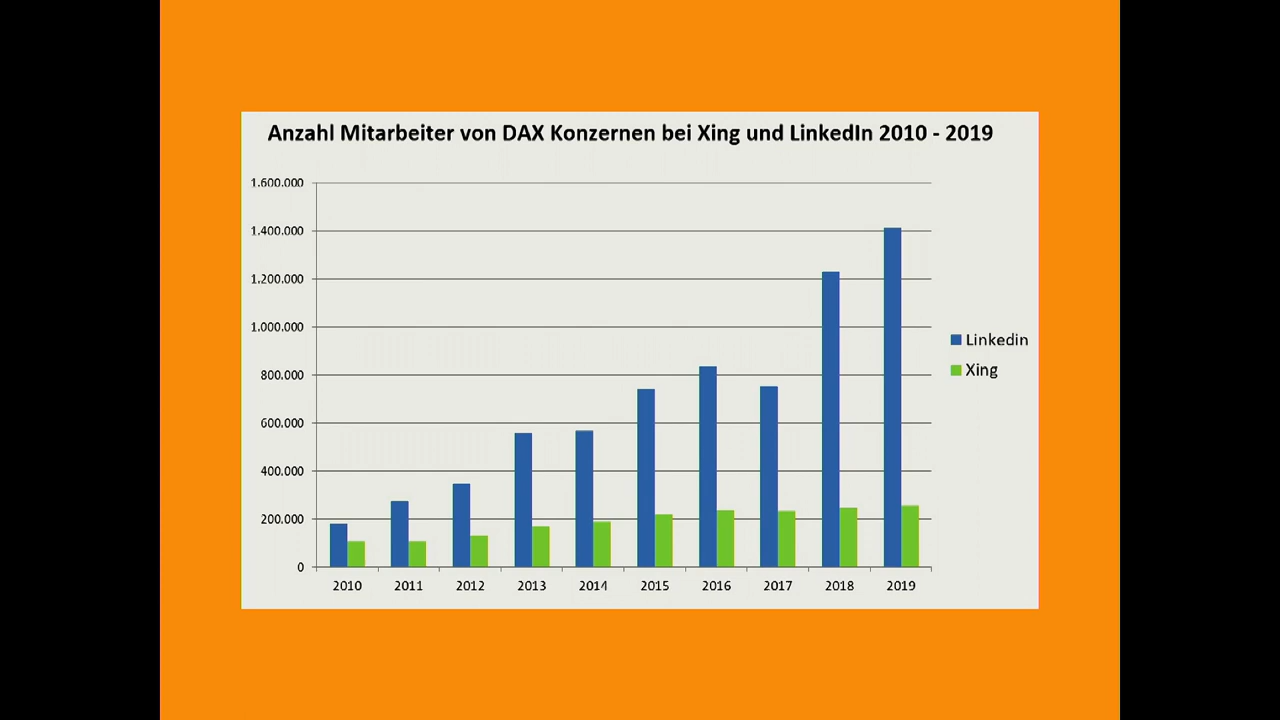 Anzahl Mitarbeiter von DAX Konzernen bei Xing und LinkedIn 2010 - 2019
1.600.000
1.400.000
1.200.000
1.000.000
800.000
600.000
400.000
200.000
0
2010 2011 2012 2013 2014 2015 2016 2017 2018 2019
Linkedin
Xing